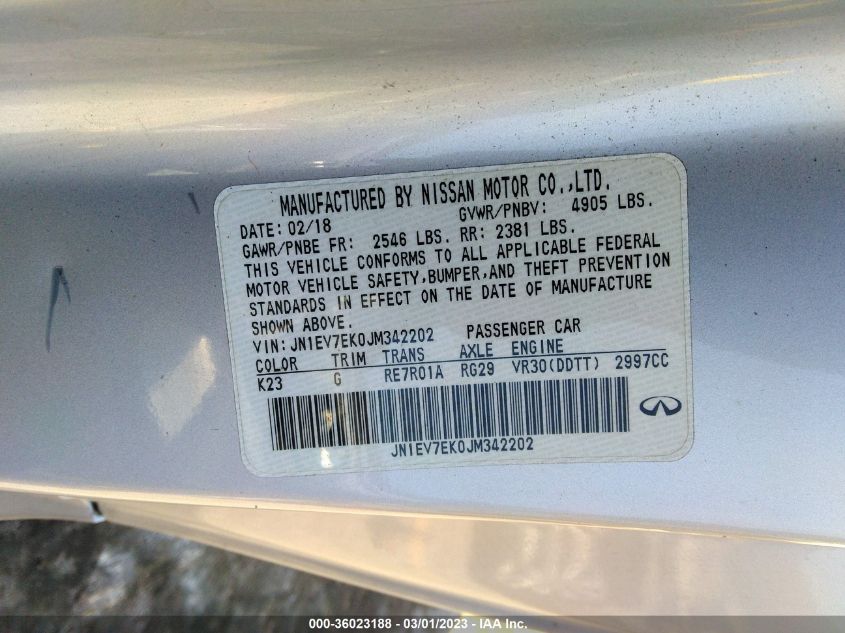 MANUFACTURED BY NISSAN MOTOR CO.,LTD.
DATE: 02/18 GVWR/PNBV: 4905 LBS.
GAWR/PNBE FR: 2546 LBS. RR: 2381 LBS.
THIS VEHICLE CONFORMS TO ALL APPLICABLE FEDERAL
MOTOR VEHICLE SAFETY,BUMPER,AND THEFT PREVENTION
STANDARDS IN EFFECT ON THE DATE OF MANUFACTURE
SHOWN ABOVE.
VIN:JN1EV7EK0JM342202 PASSENGER CAR
COLOR TRIM TRANS AXLE ENGINE
K23 G RE7R01A RG29 VR30(DDTT) 2997CC
JN1EV7EK0JM342202
000-36023188 - 03/01/2023 - IAA Inc.